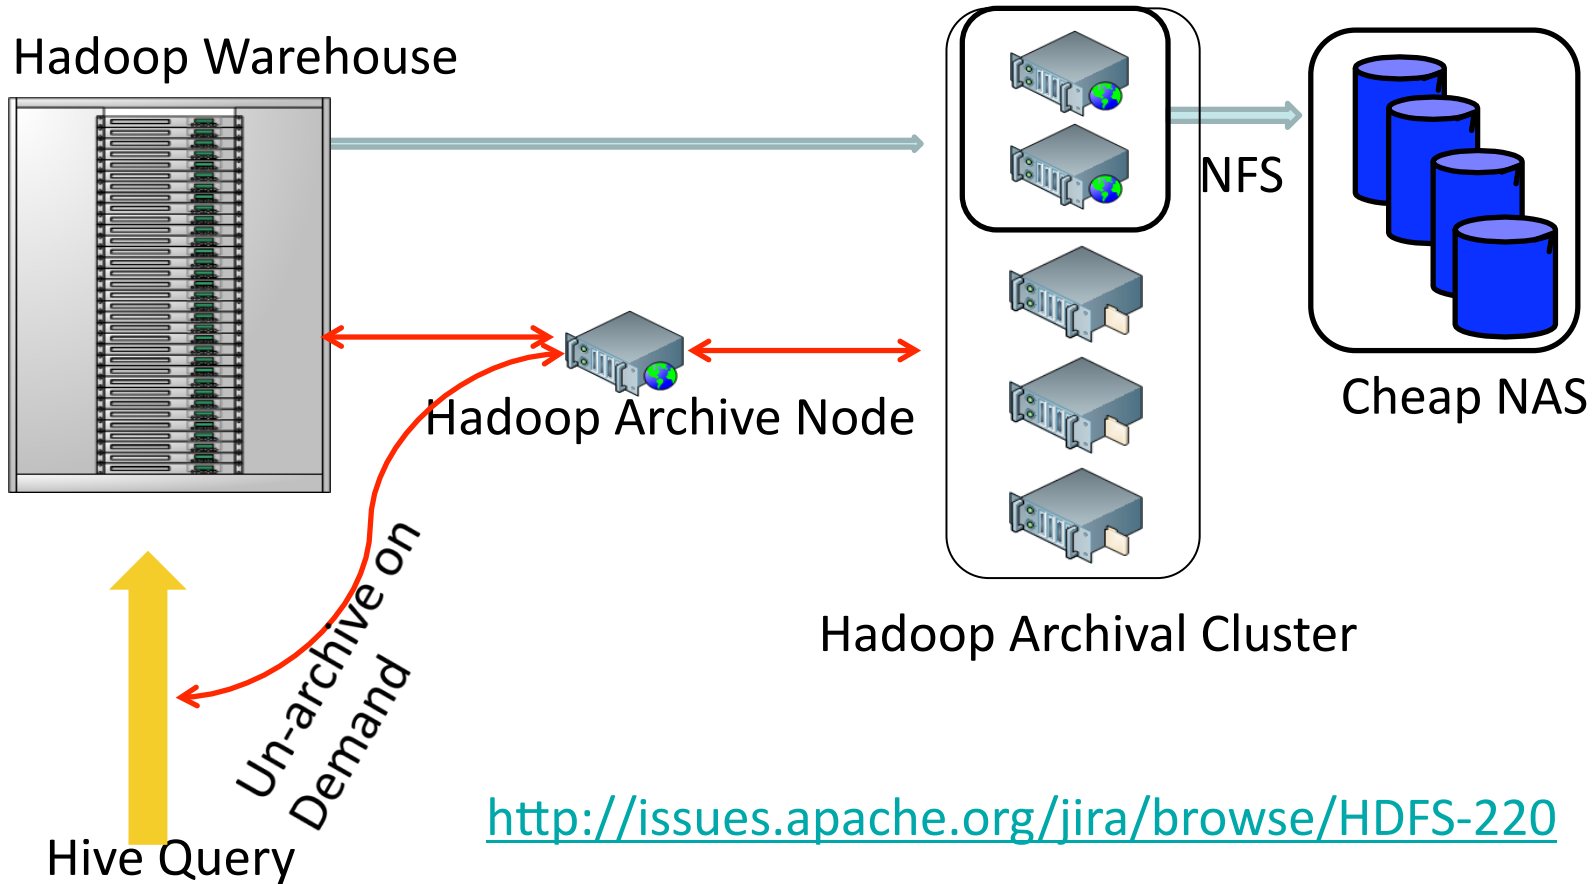 Hadoop Warehouse
NFS
Cheap NAS
Hadoop Archive Node
Un-archive on
Demand
Hadoop Archival Cluster
http://issues.apache.org/jira/browse/HDFS-220
Hive Query